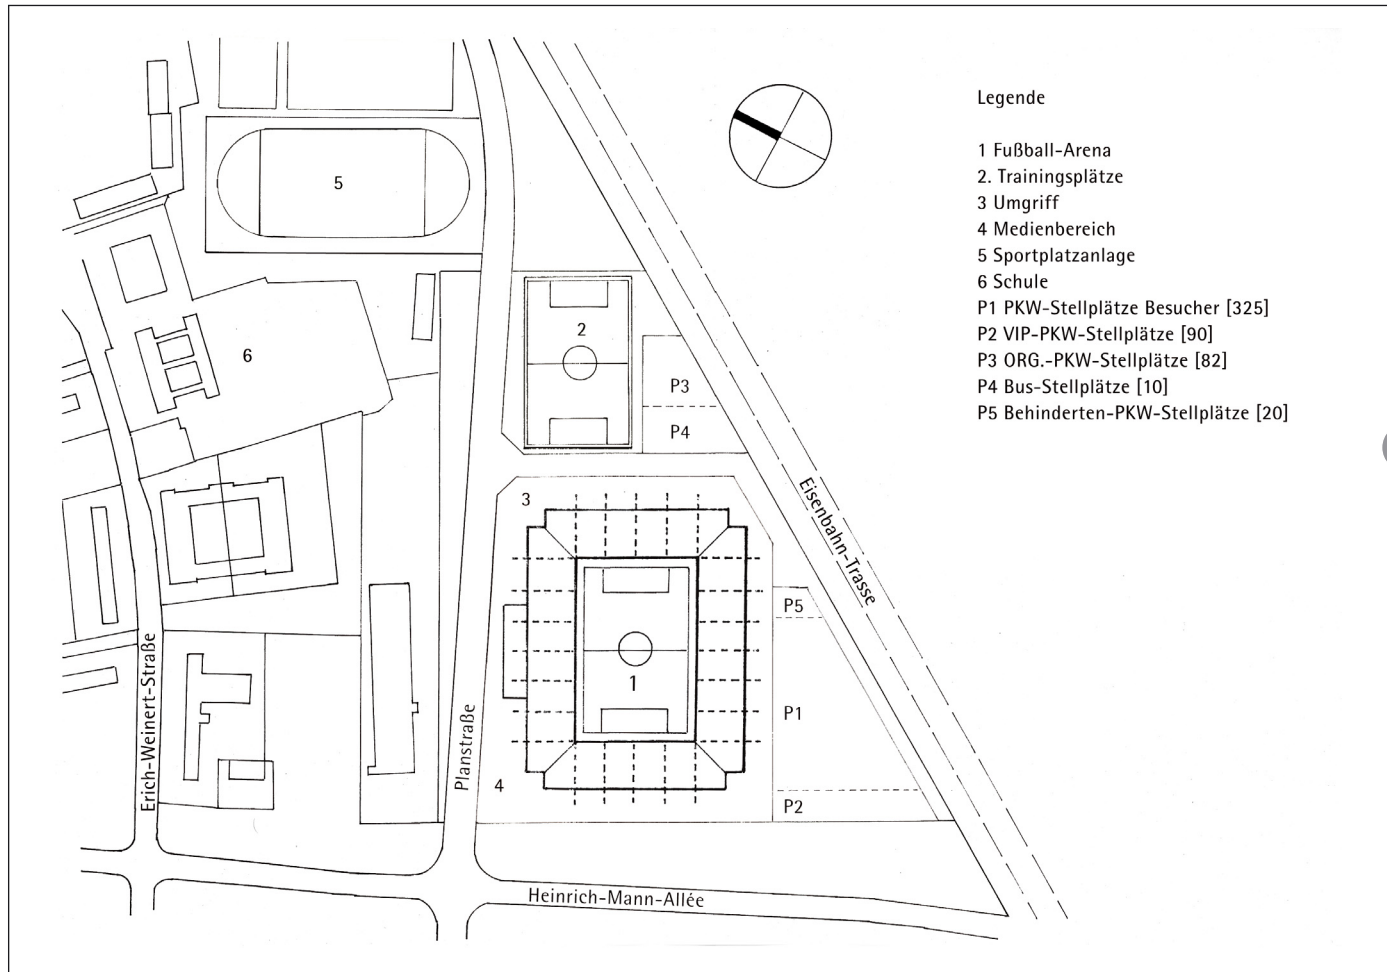 Legende
1 Fußball-Arena
2. Trainingsplätze
3 Umgriff
4 Medienbereich
5 Sportplatzanlage
6 Schule
P1 PKW-Stellplätze Besucher [325]
P2 VIP-PKW-Stellplätze [90]
P3 ORG.-PKW-Stellplätze [82]
P4 Bus-Stellplätze [10]
P5 Behinderten-PKW-Stellplätze [20]
5
2
6
P3
P4
3
Eisenbahn-Trasse
P5
1
P1
Erich-Weinert-Straße
Planstraße
4
P2
Heinrich-Mann-Allée